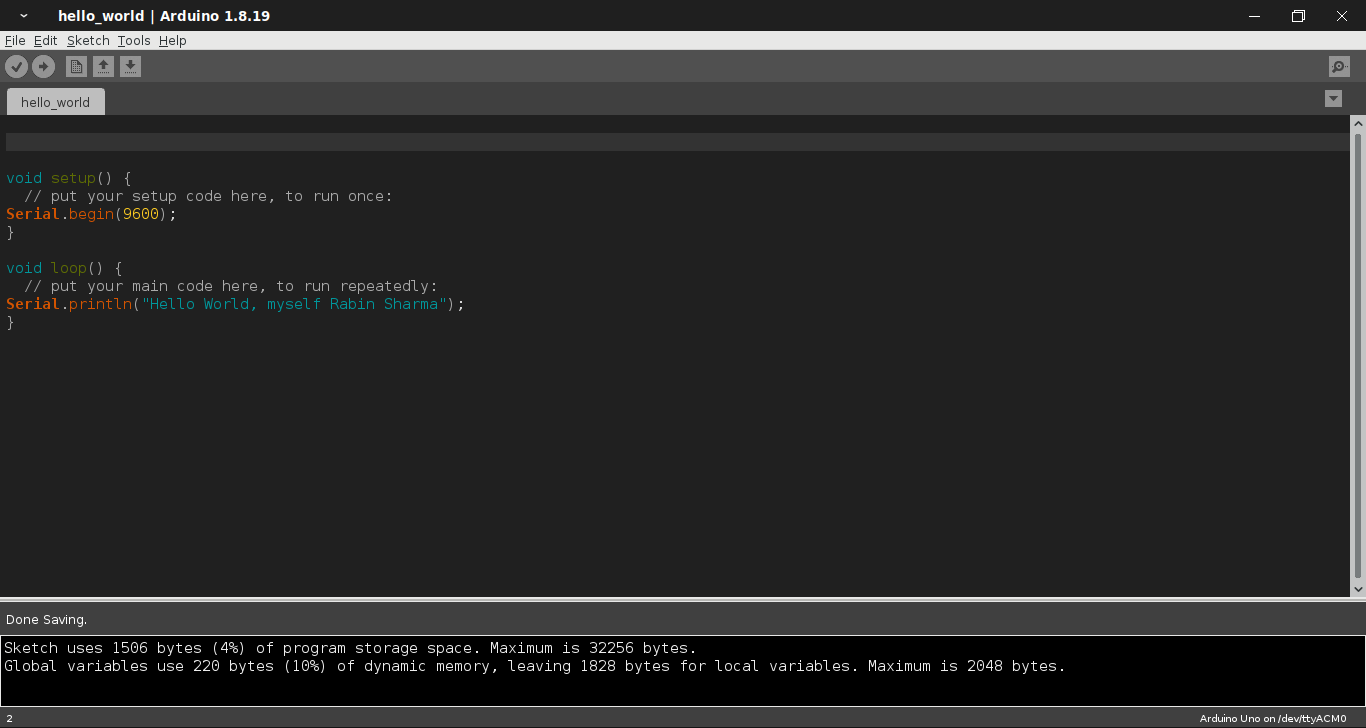 hello_world | Arduino 1.8.19
File Edit Sketch Tools Help
hello_world
void setup() {
  // put your setup code here, to run once:
Serial.begin(9600);
}
void loop() {
  // put your main code here, to run repeatedly:
Serial.println("Hello World, myself Rabin Sharma");
}
Done Saving.
Sketch uses 1506 bytes (4%) of program storage space. Maximum is 32256 bytes.
Global variables use 220 bytes (10%) of dynamic memory, leaving 1828 bytes for local variables. Maximum is 2048 bytes.
2 Arduino Uno on /dev/ttyACM0